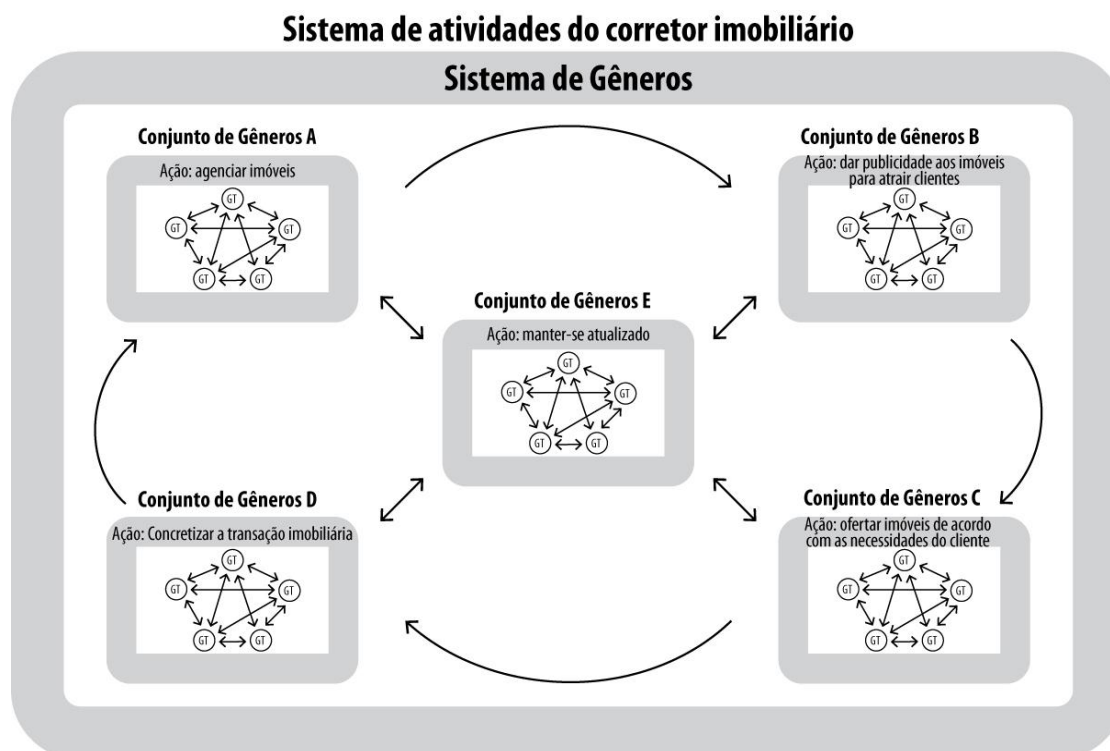 Sistema de atividades do corretor imobiliário
Sistema de Gêneros
Conjunto de Gêneros A
Ação: agenciar imóveis
GT
GT
GT
GT
GT
Conjunto de Gêneros B
Ação: dar publicidade aos imóveis
para atrair clientes
GT
GT
GT
GT
GT
Conjunto de Gêneros E
Ação: manter-se atualizado
GT
GT
GT
GT
GT
Conjunto de Gêneros D
Ação: Concretizar a transação imobiliária
GT
GT
GT
GT
GT
Conjunto de Gêneros C
Ação: ofertar imóveis de acordo
com as necessidades do cliente
GT
GT
GT
GT
GT